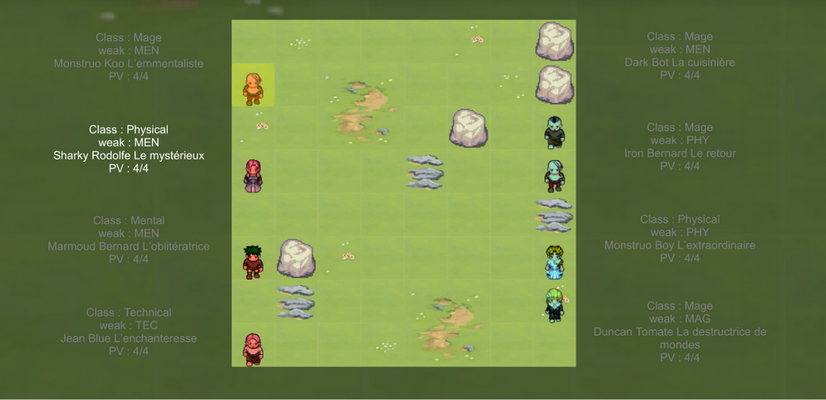 Class : Mage
weak : MEN
Monstruo Koo L'emmentaliste
PV : 4/4
Class : Physical
weak : MEN
Sharky Rodolfe Le mystérieux
PV : 4/4
Class : Mental
weak : MEN
Marmoud Bernard L'oblitératrice
PV : 4/4
Class : Technical
weak : TEC
Jean Blue L'enchanteresse
PV : 4/4
Class : Mage
weak : MEN
Dark Bot La cuisinière
PV : 4/4
Class : Mage
weak : PHY
Iron Bernard Le retour
PV : 4/4
Class : Physical
weak : PHY
Monstruo Boy L'extraordinaire
PV : 4/4
Class : Mage
weak : MAG
Duncan Tomate La destructrice de
mondes
PV : 4/4